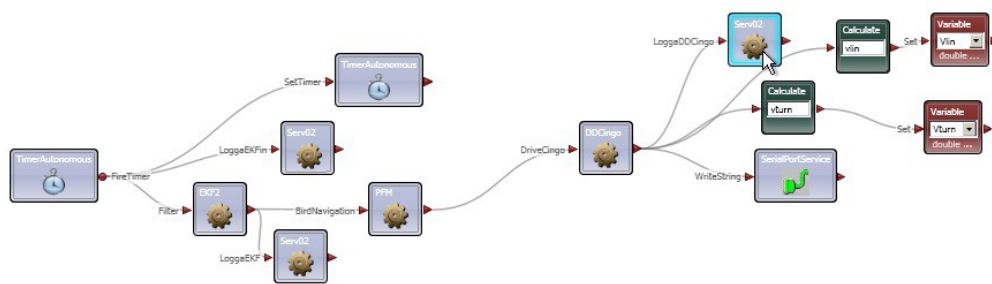 Serv02
LoggaDDCingo
Calculate
vlin
Set
Variable
Vlin
double ...
TimerAutonomous
SetTimer
Calculate
vturn
Set
Variable
Vturn
double ...
Serv02
LoggaEKFin
DDCingo
DriveCingo
TimerAutonomous
FireTimer
SerialPortService
WriteString
EKF2
Filter
PFM
BirdNavigation
Serv02
LoggaEKF